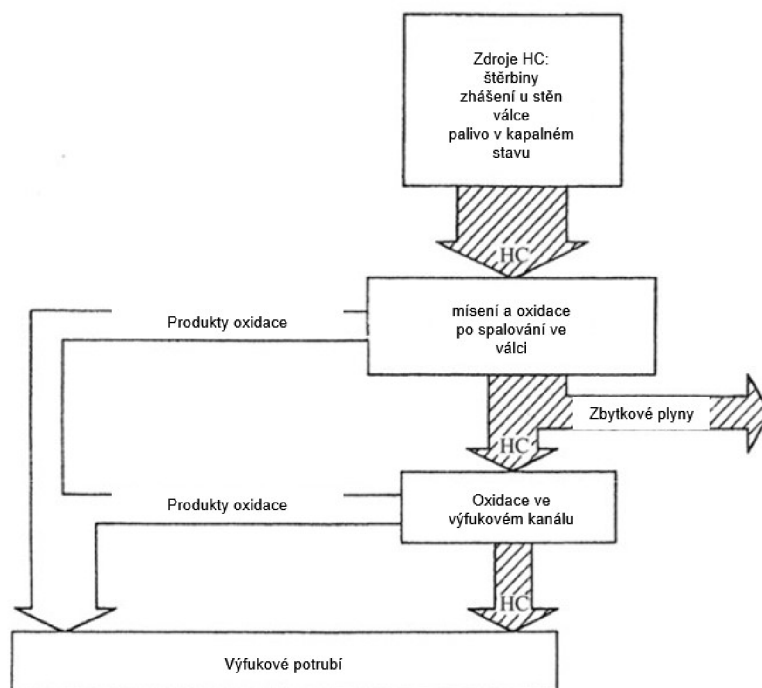 Zdroje HC:
štěrbiny
zhášení u stěn
válce
palivo v kapalném
stavu
HC
mísení a oxidace
po spalování ve
válci
Produkty oxidace
HC
Zbytkové plyny
Oxidace ve
výfukovém kanálu
Produkty oxidace
HC
Výfukové potrubí